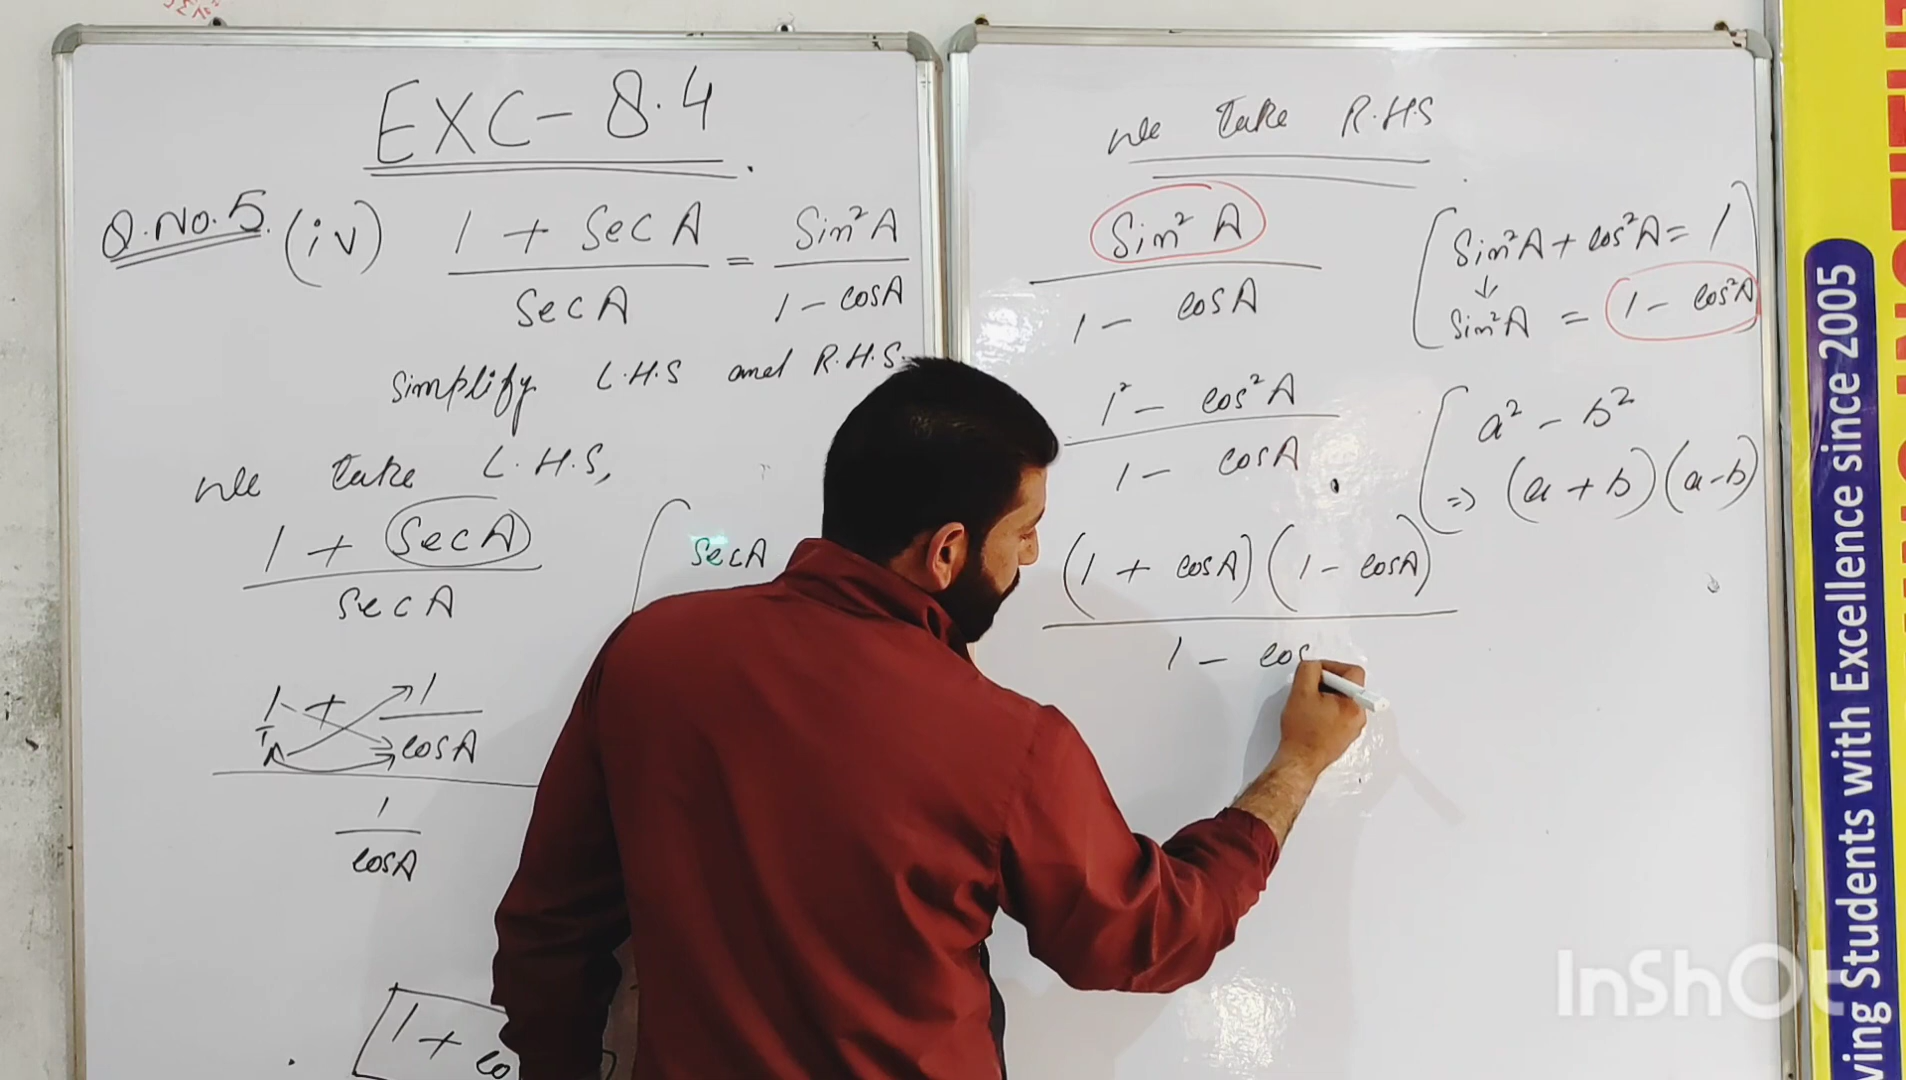 EXC-8.4
Q.No.5. (iv) 1 + SecA / SecA = Sin²A / 1 - cosA
Simplify L.H.S and R.H.S.
We take L.H.S,
1 + SecA / SecA
SecA
1/1 + 1/cosA
1/cosA
1 + co
We take R.H.S
Sin²A / 1 - cosA
Sin²A + cos²A = 1
Sin²A = 1 - cos²A
1² - cos²A / 1 - cosA
a² - b²
=> (a + b)(a-b)
(1 + cosA)(1 - cosA)
1 - cos
ving Students with Excellence since 2005
InShO